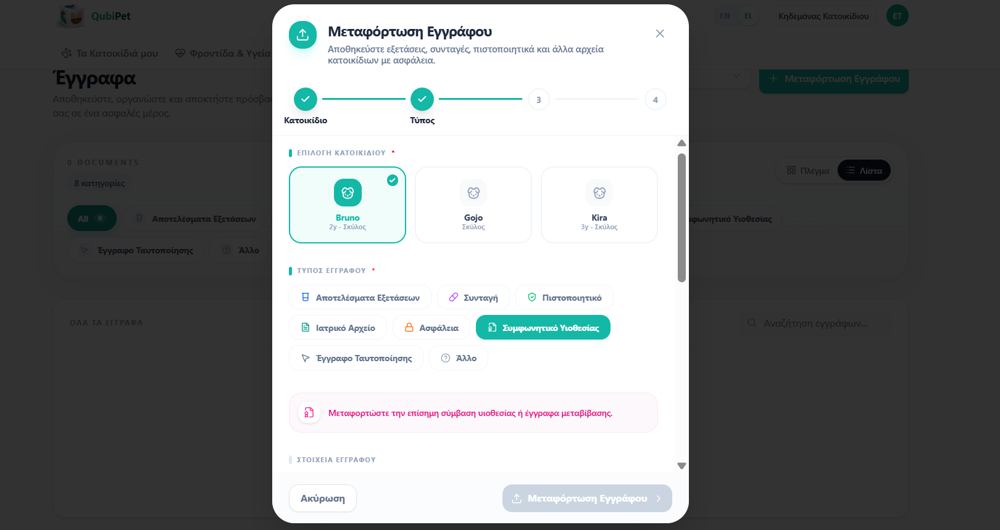 QubiPet
EN EL Κηδεμόνας Κατοικίδιου ET
Τα Κατοικίδιά μου Φροντίδα & Υγεία
Έγγραφα
Αποθηκεύστε, οργανώστε και αποκτήστε πρόσβα
σας σε ένα ασφαλές μέρος.
+ Μεταφόρτωση Εγγράφου
0 DOCUMENTS
8 κατηγορίες
Πλέγμα Λίστα
All 0 Αποτελέσματα Εξετάσεων
μφωνητικό Υιοθεσίας
Έγγραφο Ταυτοποίησης Άλλο
ΟΛΑ ΤΑ ΕΓΓΡΑΦΑ
Αναζήτηση εγγράφων...
Μεταφόρτωση Εγγράφου
Αποθηκεύστε εξετάσεις, συνταγές, πιστοποιητικά και άλλα αρχεία
κατοικίδιων με ασφάλεια.
3 4
Κατοικίδιο Τύπος
ΕΠΙΛΟΓΗ ΚΑΤΟΙΚΙΔΙΟΥ *
Bruno Gojo Kira
2y - Σκύλος Σκύλος 3y - Σκύλος
ΤΥΠΟΣ ΕΓΓΡΑΦΟΥ *
Αποτελέσματα Εξετάσεων Συνταγή Πιστοποιητικό
Ιατρικό Αρχείο Ασφάλεια Συμφωνητικό Υιοθεσίας
Έγγραφο Ταυτοποίησης Άλλο
Μεταφορτώστε την επίσημη σύμβαση υιοθεσίας ή έγγραφα μεταβίβασης.
ΣΤΟΙΧΕΙΑ ΕΓΓΡΑΦΟΥ
Ακύρωση Μεταφόρτωση Εγγράφου